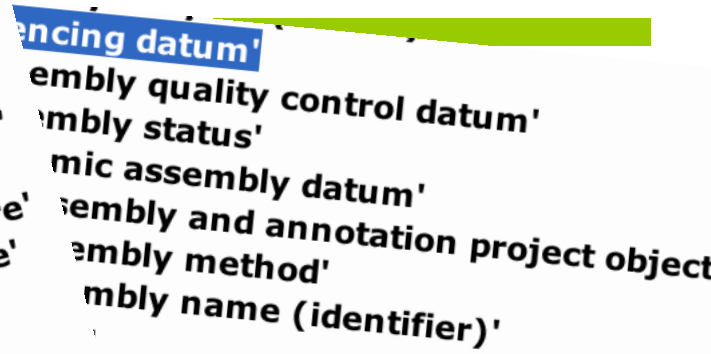 encing datum'
embly quality control datum'
embly status'
mic assembly datum'
sembly and annotation project object
embly method'
mbly name (identifier)'